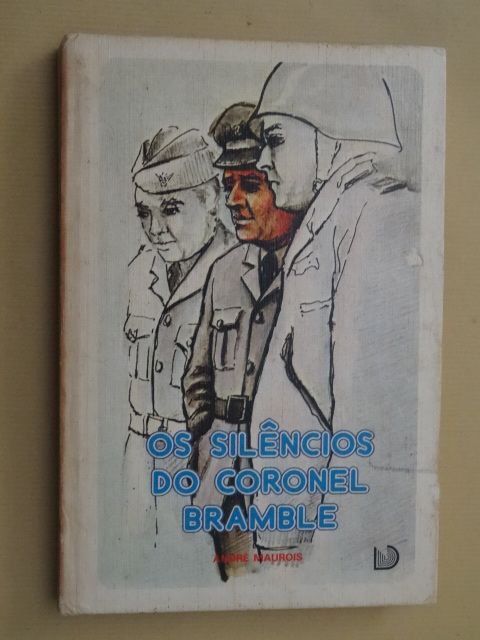 OS SILÊNCIOS
DO CORONEL
BRAMBLE
ANDRÉ MAUROIS